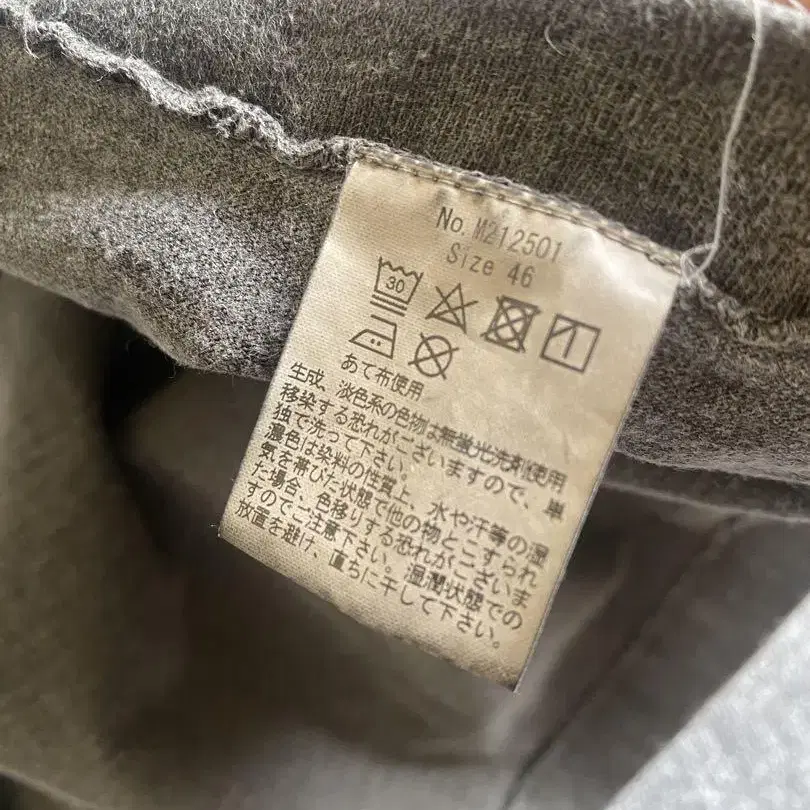 No. M212501
Size 46
30
あて布使用
生成、淡色系の色物は無蛍光洗剤使用
移染する恐れがございますので、単
独で洗って下さい。
濃色は染料の性質上、水や汗等の湿
気を帯びた状態で他の物とこすられ
た場合、色移りする恐れがございま
すのでご注意下さい。湿潤状態での
放置を避け、直ちに干して下さい。